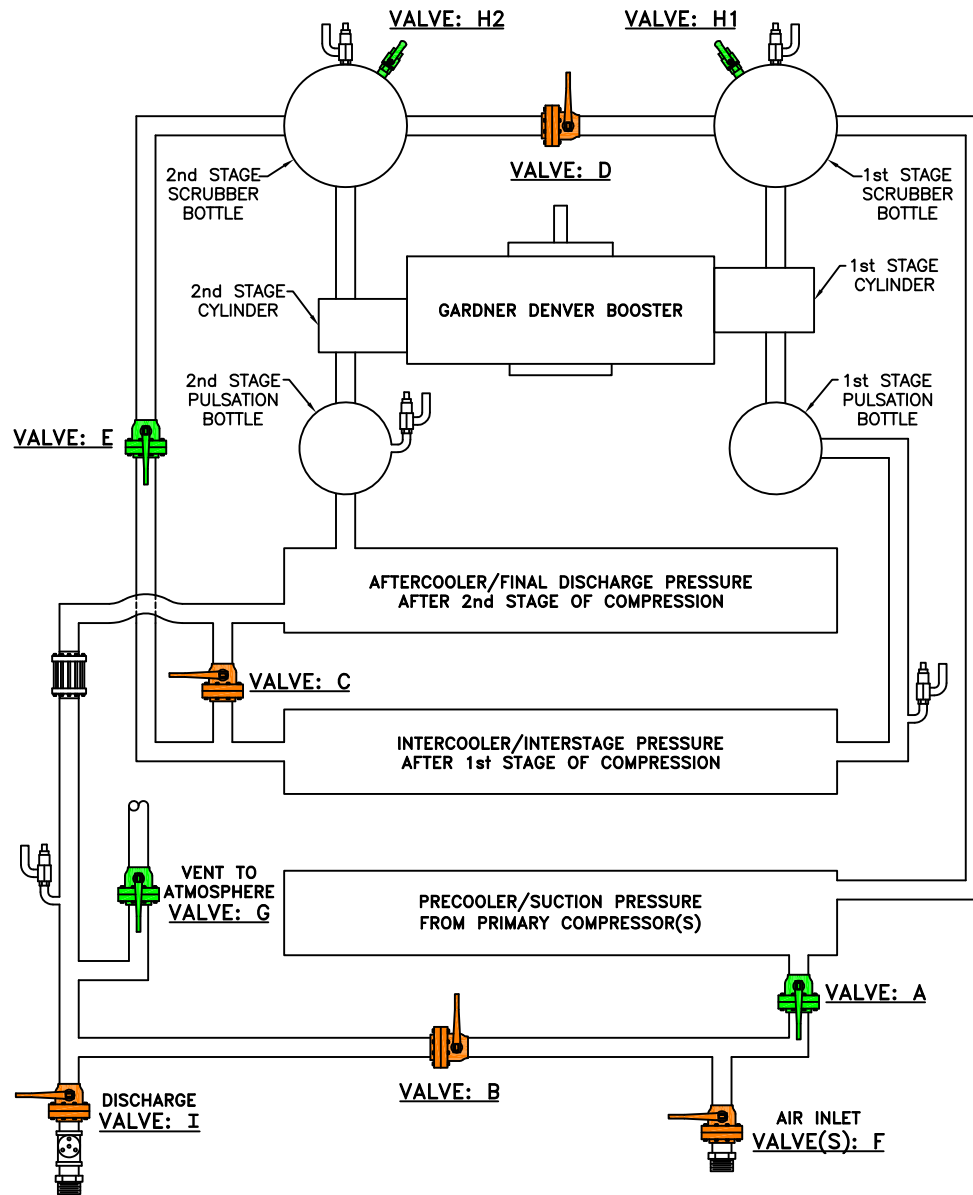 VALVE: H2
VALVE: H1
2nd STAGE
SCRUBBER
BOTTLE
VALVE: D
1st STAGE
SCRUBBER
BOTTLE
2nd STAGE
CYLINDER
GARDNER DENVER BOOSTER
1st STAGE
CYLINDER
2nd STAGE
PULSATION
BOTTLE
1st STAGE
PULSATION
BOTTLE
VALVE: E
AFTERCOOLER/FINAL DISCHARGE PRESSURE
AFTER 2nd STAGE OF COMPRESSION
VALVE: C
INTERCOOLER/INTERSTAGE PRESSURE
AFTER 1st STAGE OF COMPRESSION
VENT TO
ATMOSPHERE
VALVE: G
PRECOOLER/SUCTION PRESSURE
FROM PRIMARY COMPRESSOR(S)
VALVE: A
VALVE: B
DISCHARGE
VALVE: I
AIR INLET
VALVE(S): F